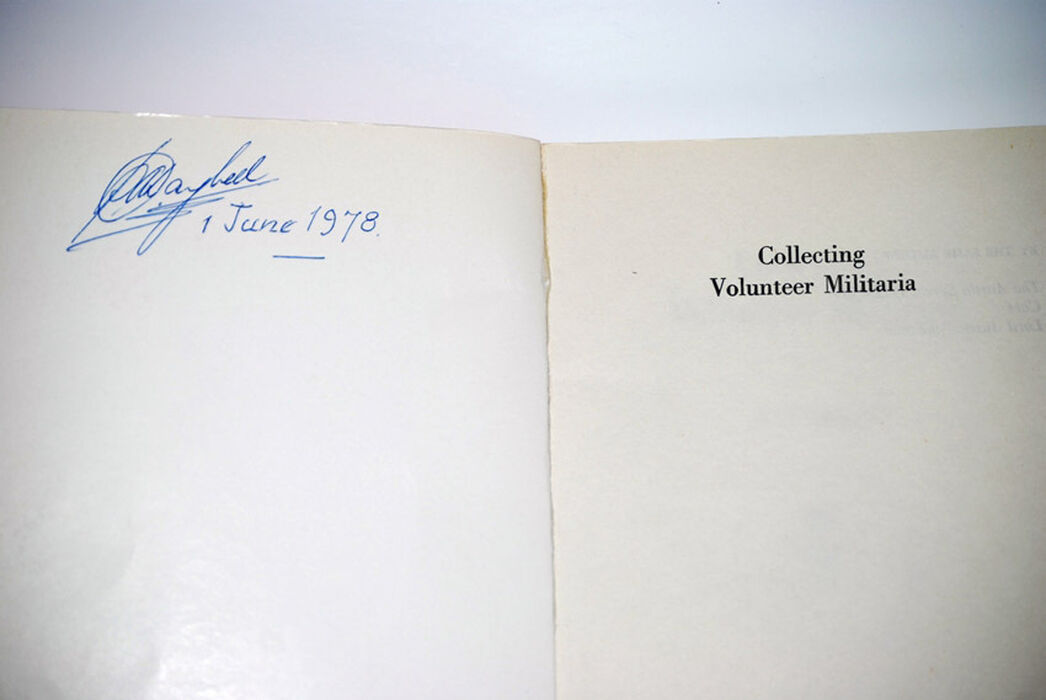 1 June 1978.
Collecting
Volunteer Militaria